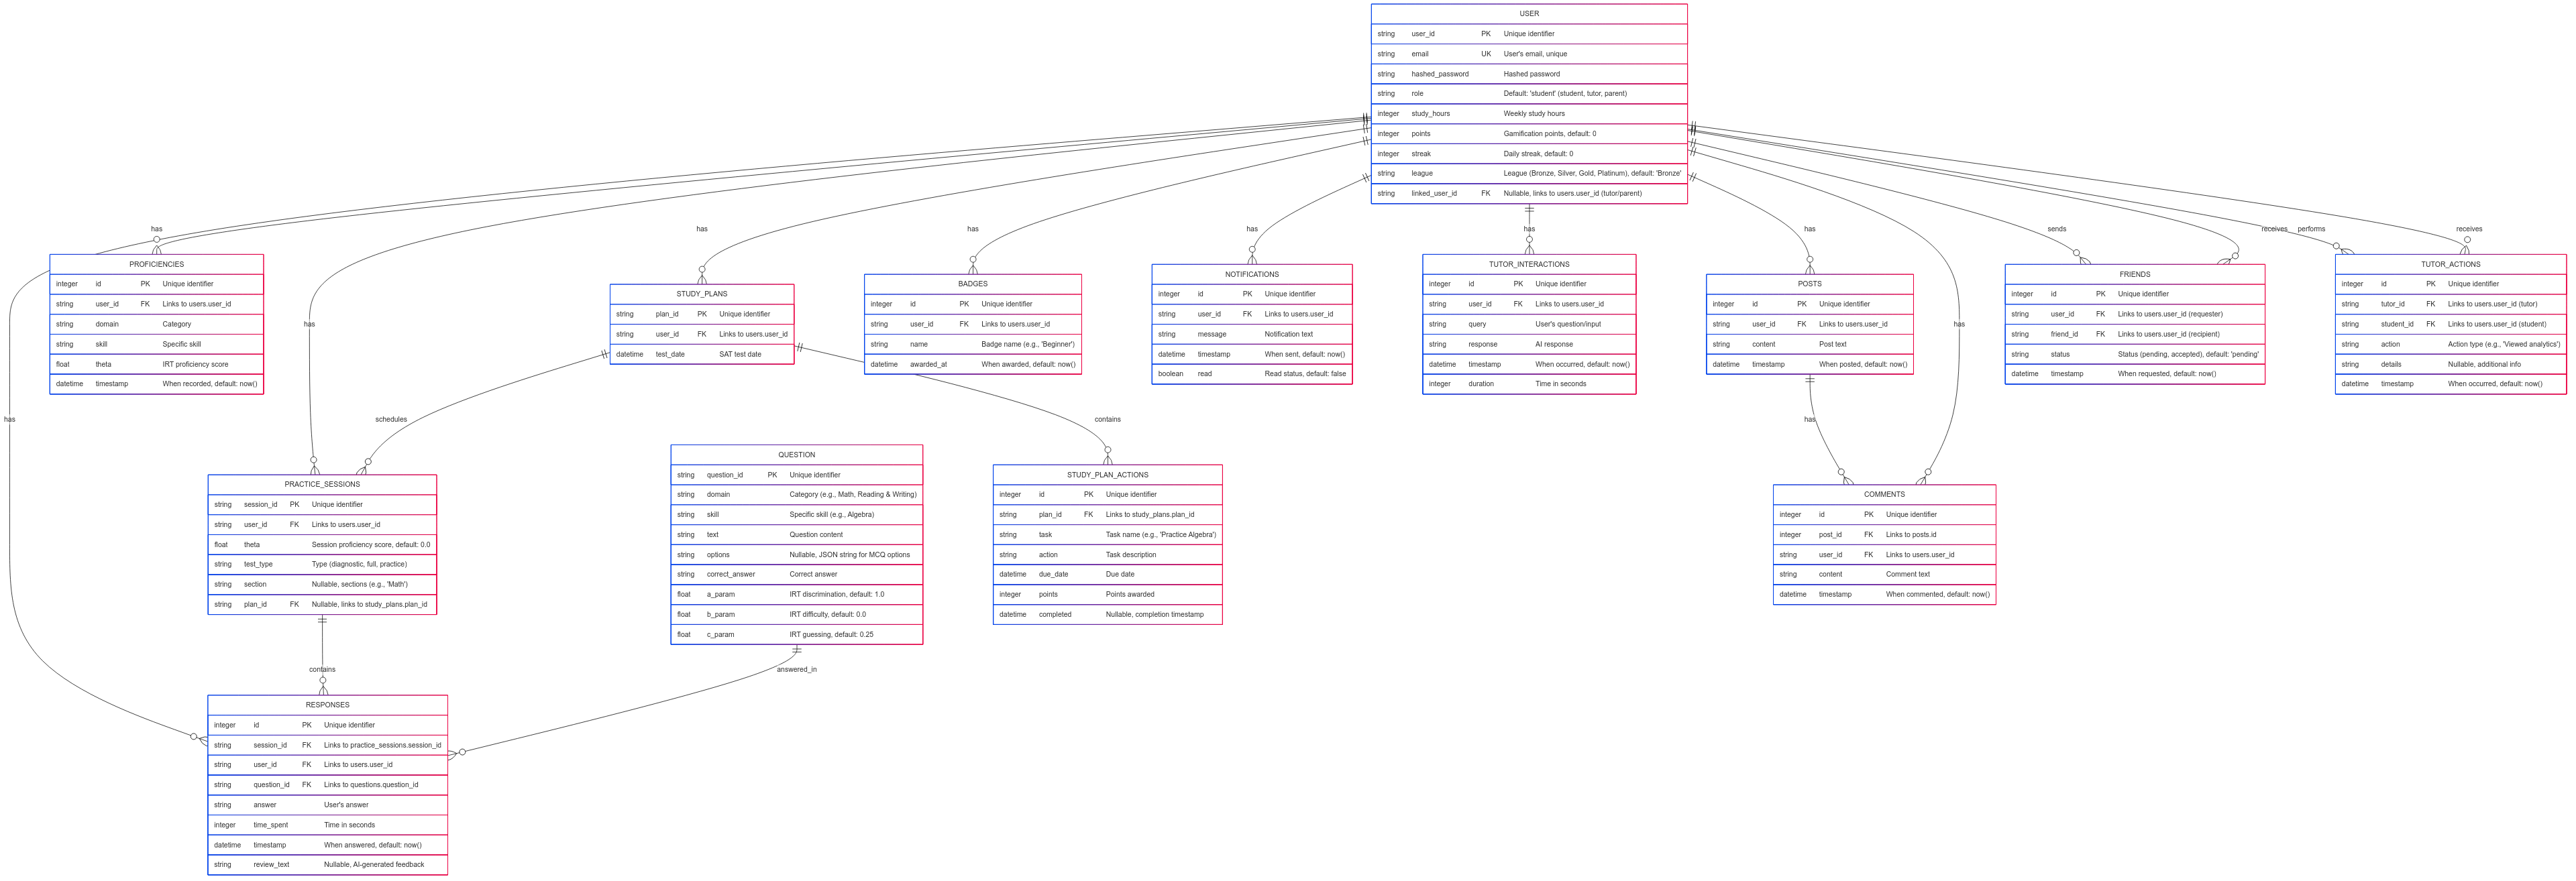 USER
string user_id PK Unique identifier
string email UK User's email, unique
string hashed_password Hashed password
string role Default: 'student' (student, tutor, parent)
integer study_hours Weekly study hours
integer points Gamification points, default: 0
integer streak Daily streak, default: 0
string league League (Bronze, Silver, Gold, Platinum), default: 'Bronze'
string linked_user_id FK Nullable, links to users.user_id (tutor/parent)
has
has
has
has
has
has
sends
receives
performs
receives
PROFICIENCIES
integer id PK Unique identifier
string user_id FK Links to users.user_id
string domain Category
string skill Specific skill
float theta IRT proficiency score
datetime timestamp When recorded, default: now()
has
STUDY_PLANS
string plan_id PK Unique identifier
string user_id FK Links to users.user_id
datetime test_date SAT test date
BADGES
integer id PK Unique identifier
string user_id FK Links to users.user_id
string name Badge name (e.g., 'Beginner')
datetime awarded_at When awarded, default: now()
NOTIFICATIONS
integer id PK Unique identifier
string user_id FK Links to users.user_id
string message Notification text
datetime timestamp When sent, default: now()
boolean read Read status, default: false
TUTOR_INTERACTIONS
integer id PK Unique identifier
string user_id FK Links to users.user_id
string query User's question/input
string response AI response
datetime timestamp When occurred, default: now()
integer duration Time in seconds
POSTS
integer id PK Unique identifier
string user_id FK Links to users.user_id
string content Post text
datetime timestamp When posted, default: now()
has
FRIENDS
integer id PK Unique identifier
string user_id FK Links to users.user_id (requester)
string friend_id FK Links to users.user_id (recipient)
string status Status (pending, accepted), default: 'pending'
datetime timestamp When requested, default: now()
TUTOR_ACTIONS
integer id PK Unique identifier
string tutor_id FK Links to users.user_id (tutor)
string student_id FK Links to users.user_id (student)
string action Action type (e.g., 'Viewed analytics')
string details Nullable, additional info
datetime timestamp When occurred, default: now()
has
schedules
contains
has
PRACTICE_SESSIONS
string session_id PK Unique identifier
string user_id FK Links to users.user_id
float theta Session proficiency score, default: 0.0
string test_type Type (diagnostic, full, practice)
string section Nullable, sections (e.g., 'Math')
string plan_id FK Nullable, links to study_plans.plan_id
QUESTION
string question_id PK Unique identifier
string domain Category (e.g., Math, Reading & Writing)
string skill Specific skill (e.g., Algebra)
string text Question content
string options Nullable, JSON string for MCQ options
string correct_answer Correct answer
float a_param IRT discrimination, default: 1.0
float b_param IRT difficulty, default: 0.0
float c_param IRT guessing, default: 0.25
STUDY_PLAN_ACTIONS
integer id PK Unique identifier
string plan_id FK Links to study_plans.plan_id
string task Task name (e.g., 'Practice Algebra')
string action Task description
datetime due_date Due date
integer points Points awarded
datetime completed Nullable, completion timestamp
COMMENTS
integer id PK Unique identifier
integer post_id FK Links to posts.id
string user_id FK Links to users.user_id
string content Comment text
datetime timestamp When commented, default: now()
contains
answered_in
RESPONSES
integer id PK Unique identifier
string session_id FK Links to practice_sessions.session_id
string user_id FK Links to users.user_id
string question_id FK Links to questions.question_id
string answer User's answer
integer time_spent Time in seconds
datetime timestamp When answered, default: now()
string review_text Nullable, AI-generated feedback